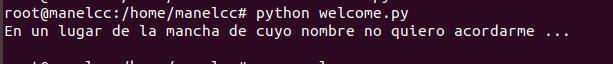 root@manelcc:/home/manelcc# python welcome.py
En un lugar de la mancha de cuyo nombre no quiero acordarme ...